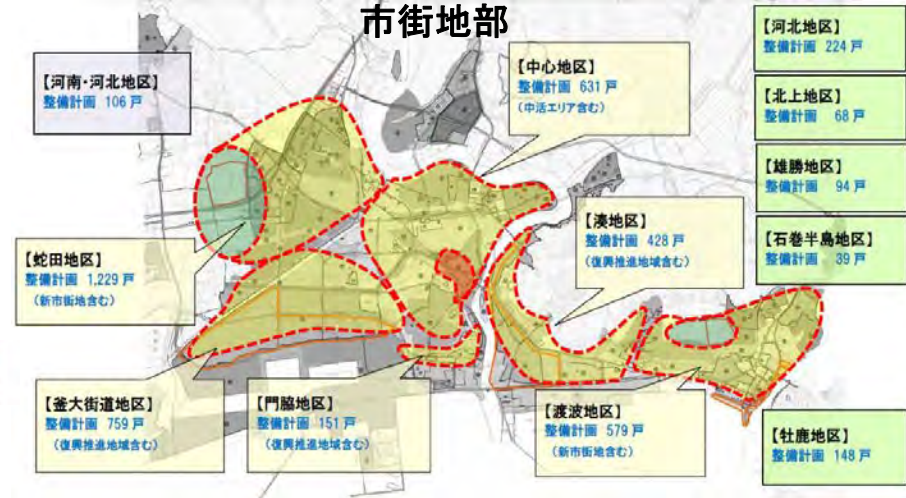 市街地部
【河南・河北地区】
整備計画 106 戸
【中心地区】
整備計画 631 戸
(中活エリア含む)
【河北地区】
整備計画 224 戸
【北上地区】
整備計画 68 戸
【雄勝地区】
整備計画 94 戸
【石巻半島地区】
整備計画 39 戸
【蛇田地区】
整備計画 1,229 戸
(新市街地含む)
【湊地区】
整備計画 428 戸
(復興推進地域含む)
【釜大街道地区】
整備計画 759 戸
(復興推進地域含む)
【門脇地区】
整備計画 151 戸
(復興推進地域含む)
【渡波地区】
整備計画 579 戸
(新市街地含む)
【牡鹿地区】
整備計画 148 戸